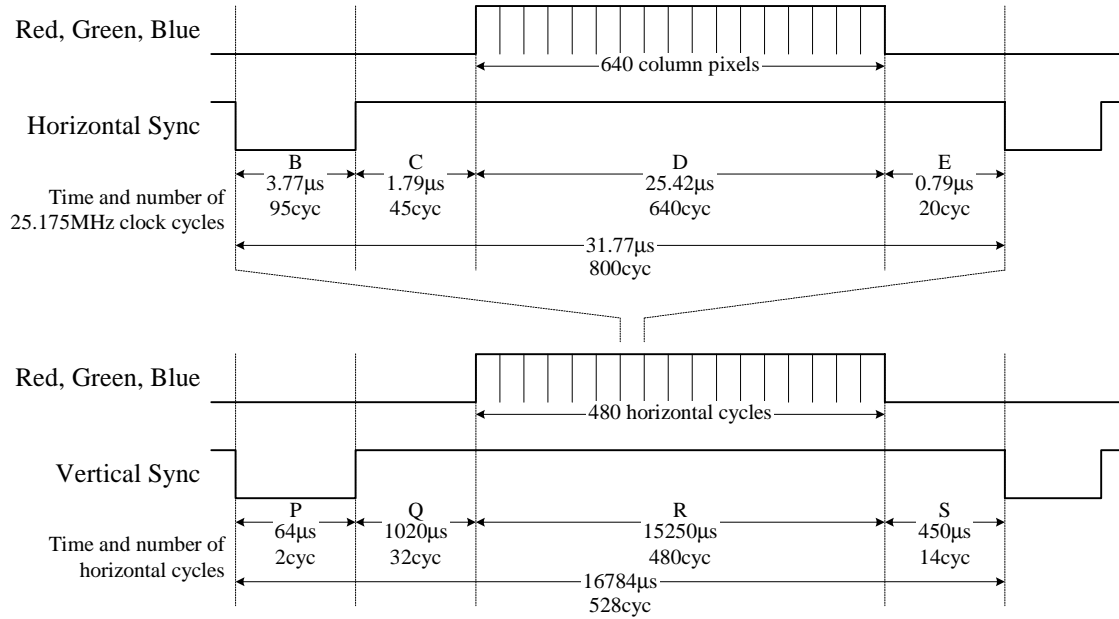 Red, Green, Blue
640 column pixels
Horizontal Sync
B
3.77μs
95cyc
C
1.79μs
45cyc
D
25.42μs
640cyc
E
0.79μs
20cyc
Time and number of
25.175MHz clock cycles
31.77μs
800cyc
Red, Green, Blue
480 horizontal cycles
Vertical Sync
P
64μs
2cyc
Q
1020μs
32cyc
R
15250μs
480cyc
S
450μs
14cyc
Time and number of
horizontal cycles
16784μs
528cyc